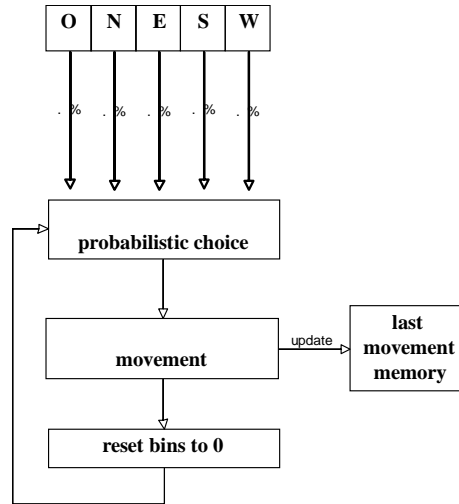 O N E S W
. % . % . % . % . %
probabilistic choice
movement
update
last
movement
memory
reset bins to 0